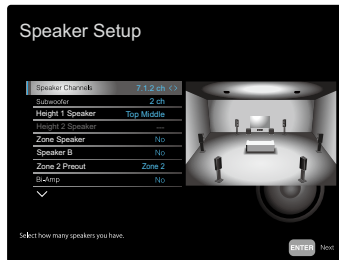 Speaker Setup
Speaker Channels 7.1.2 ch < >
Subwoofer 2 ch
Height 1 Speaker Top Middle
Height 2 Speaker ---
Zone Speaker No
Speaker B No
Zone 2 Preout Zone 2
Bi-Amp No
Select how many speakers you have.
ENTER Next